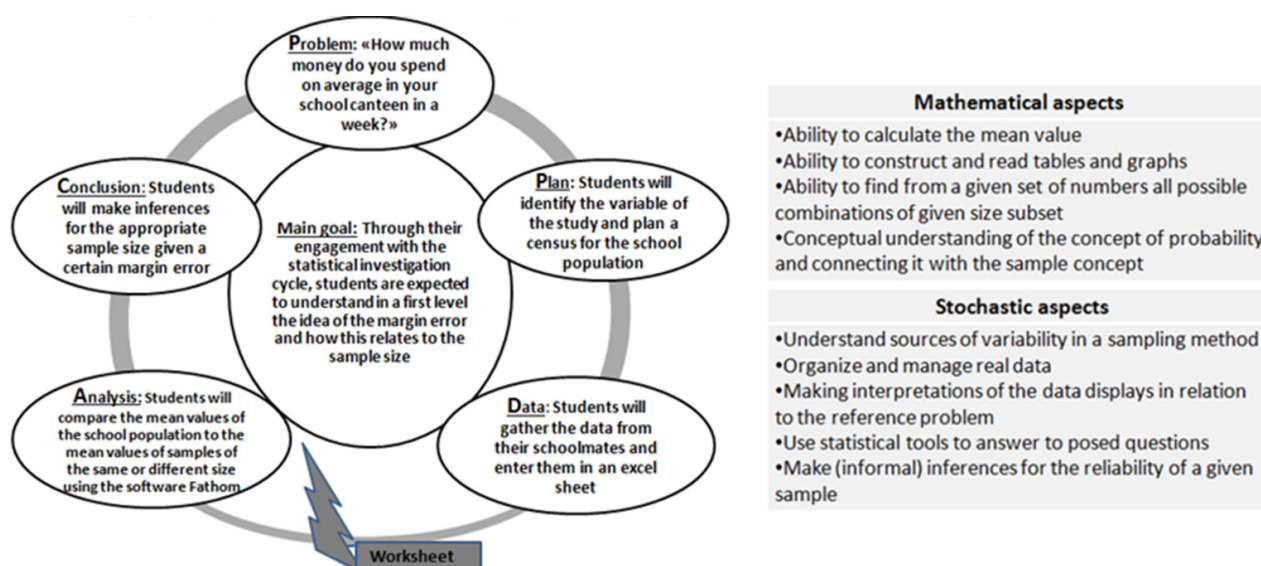 Problem: «How much
money do you spend
on average in your
school canteen in a
week?»
Plan: Students will
identify the variable of
the study and plan a
census for the school
population
Data: Students will
gather the data from
their schoolmates and
enter them in an excel
sheet
Analysis: Students will
compare the mean values of
the school population to the
mean values of samples of
the same or different size
using the software Fathom
Conclusion: Students
will make inferences
for the appropriate
sample size given a
certain margin error
Main goal: Through their
engagement with the
statistical investigation
cycle, students are expected
to understand in a first level
the idea of the margin error
and how this relates to the
sample size
Worksheet
Mathematical aspects
•Ability to calculate the mean value
•Ability to construct and read tables and graphs
•Ability to find from a given set of numbers all possible
combinations of given size subset
•Conceptual understanding of the concept of probability
and connecting it with the sample concept
Stochastic aspects
•Understand sources of variability in a sampling method
•Organize and manage real data
•Making interpretations of the data displays in relation
to the reference problem
•Use statistical tools to answer to posed questions
•Make (informal) inferences for the reliability of a given
sample